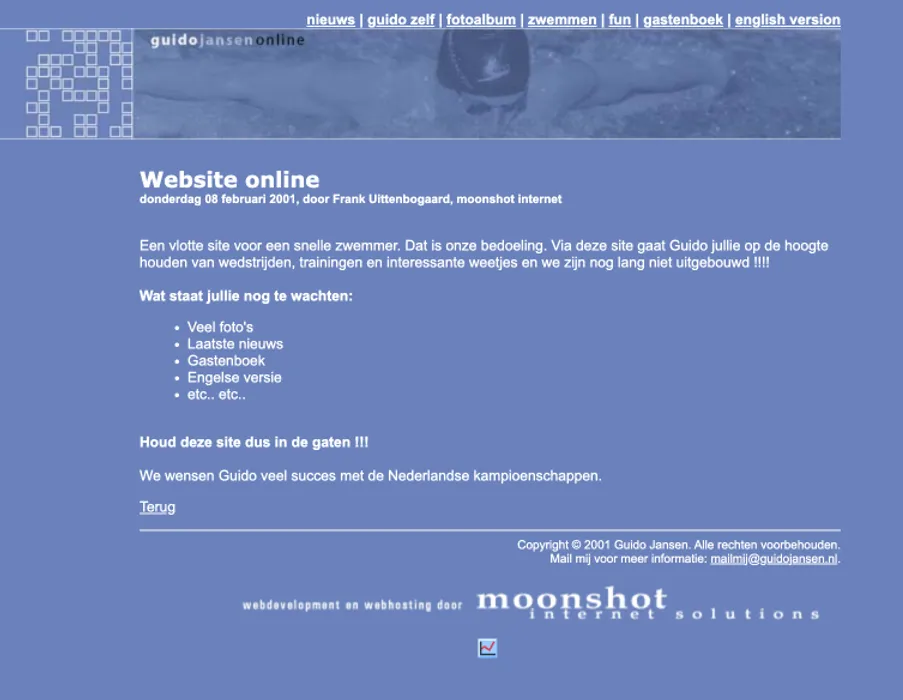 nieuws | guido zelf | fotoalbum | zwemmen | fun | gastenboek | english version
guidojansenonline
Website online
donderdag 08 februari 2001, door Frank Uittenbogaard, moonshot internet
Een vlotte site voor een snelle zwemmer. Dat is onze bedoeling. Via deze site gaat Guido jullie op de hoogte
houden van wedstrijden, trainingen en interessante weetjes en we zijn nog lang niet uitgebouwd !!!!
Wat staat jullie nog te wachten:
• Veel foto's
• Laatste nieuws
• Gastenboek
• Engelse versie
• etc.. etc..
Houd deze site dus in de gaten !!!
We wensen Guido veel succes met de Nederlandse kampioenschappen.
Terug
Copyright © 2001 Guido Jansen. Alle rechten voorbehouden.
Mail mij voor meer informatie: mailmij@guidojansen.nl.
webdevelopment en webhosting door moonshot
internet solutions